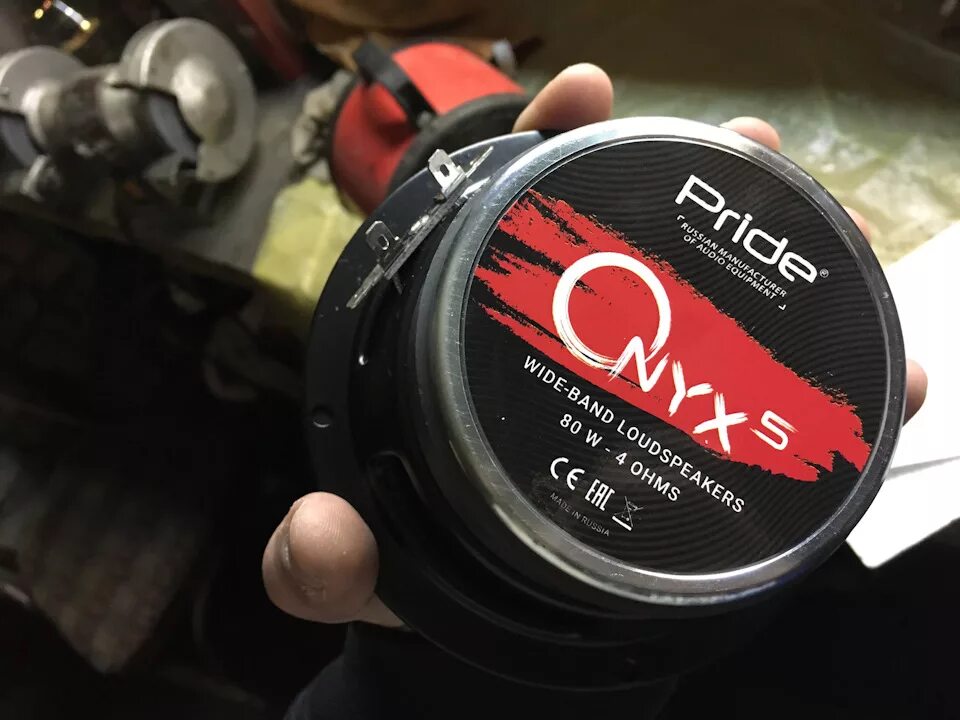 Pride®
RUSSIAN MANUFACTURER
OF AUDIO EQUIPMENT
ONYX 5
WIDE-BAND LOUDSPEAKERS
80 W - 4 OHMS
CE EAC
MADE IN RUSSIA